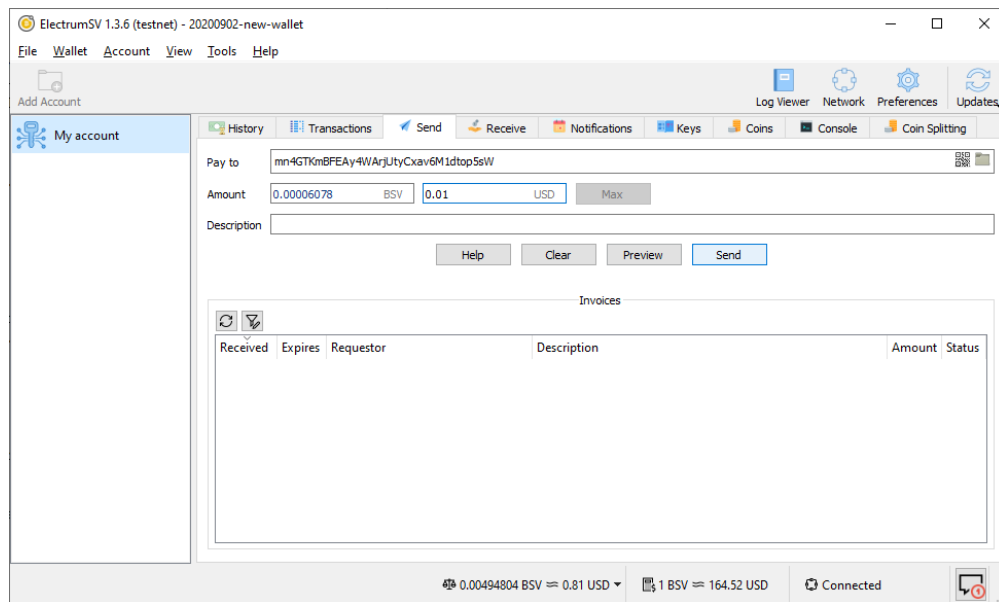 ElectrumSV 1.3.6 (testnet) - 20200902-new-wallet
File Wallet Account View Tools Help
Add Account
Log Viewer Network Preferences Updates
My account
History Transactions Send Receive Notifications Keys Coins Console Coin Splitting
Pay to mn4GTKmBFEAy4WArjUtyCxav6M1dtop5sW
Amount 0.00006078 BSV 0.01 USD Max
Description
Help Clear Preview Send
Invoices
Received Expires Requestor Description Amount Status
0.00494804 BSV ≈ 0.81 USD 1 BSV ≈ 164.52 USD Connected
1